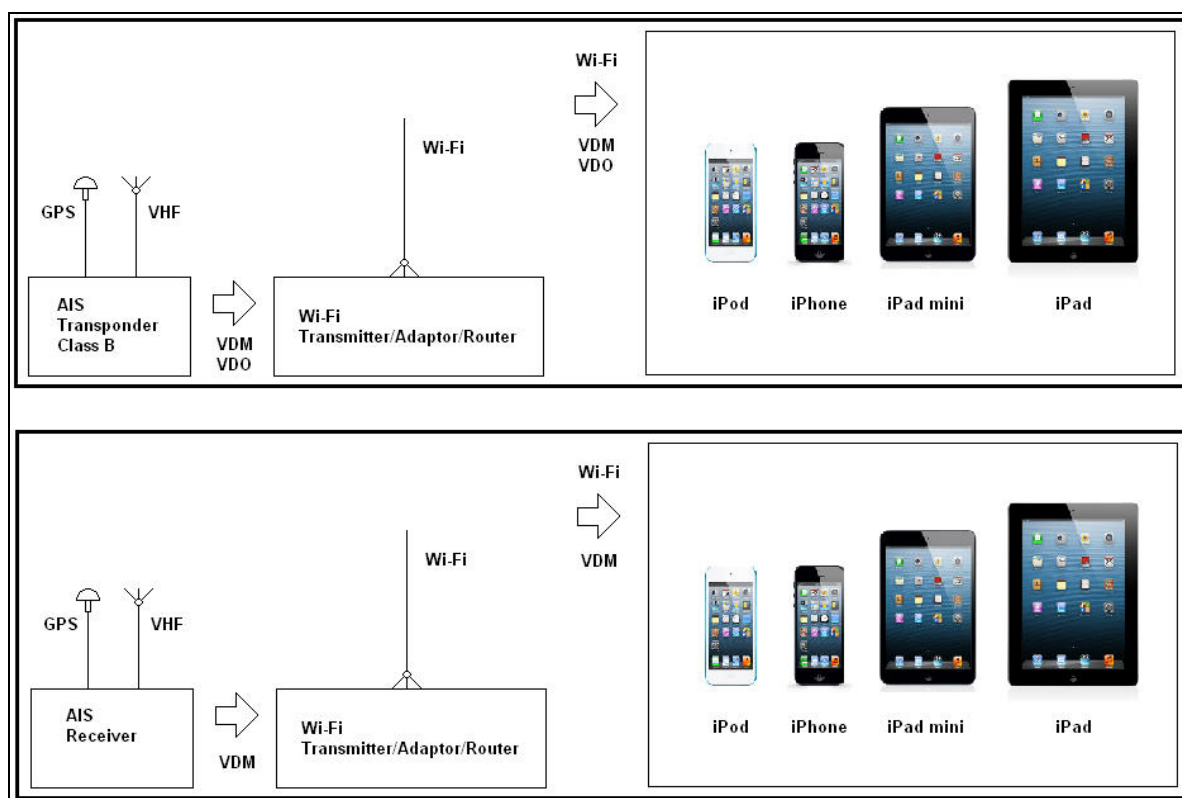 Wi-Fi
VDM
VDO
Wi-Fi
GPS
VHF
AIS
Transponder
Class B
VDM
VDO
Wi-Fi
Transmitter/Adaptor/Router
iPod
iPhone
iPad mini
iPad
Wi-Fi
VDM
Wi-Fi
GPS
VHF
AIS
Receiver
VDM
Wi-Fi
Transmitter/Adaptor/Router
iPod
iPhone
iPad mini
iPad